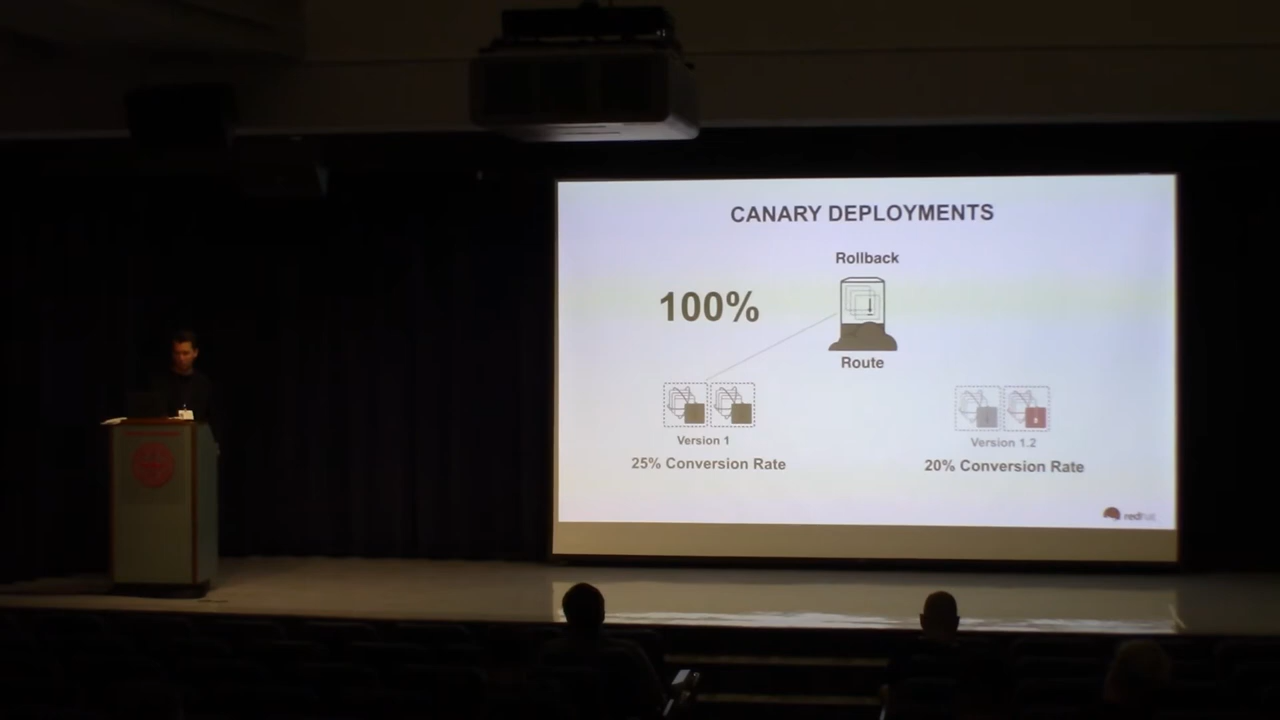 CANARY DEPLOYMENTS
Rollback
100%
Route
Version 1
25% Conversion Rate
Version 1.2
20% Conversion Rate
redhat